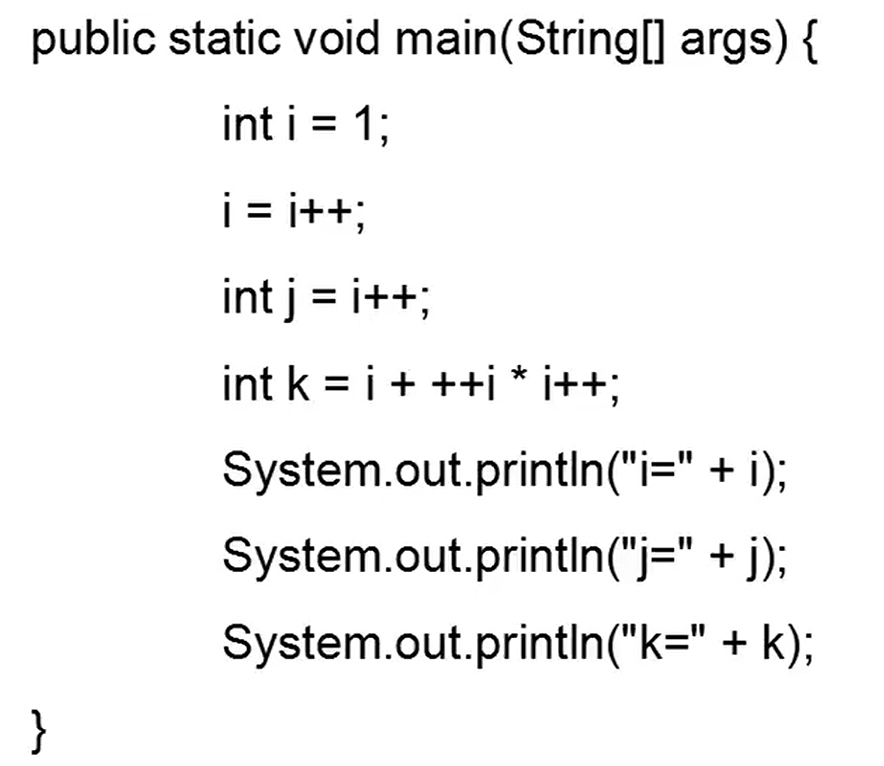 public static void main(String[] args) {
int i = 1;
i = i++;
int j = i++;
int k = i + ++i * i++;
System.out.println("i=" + i);
System.out.println("j=" + j);
System.out.println("k=" + k);
}